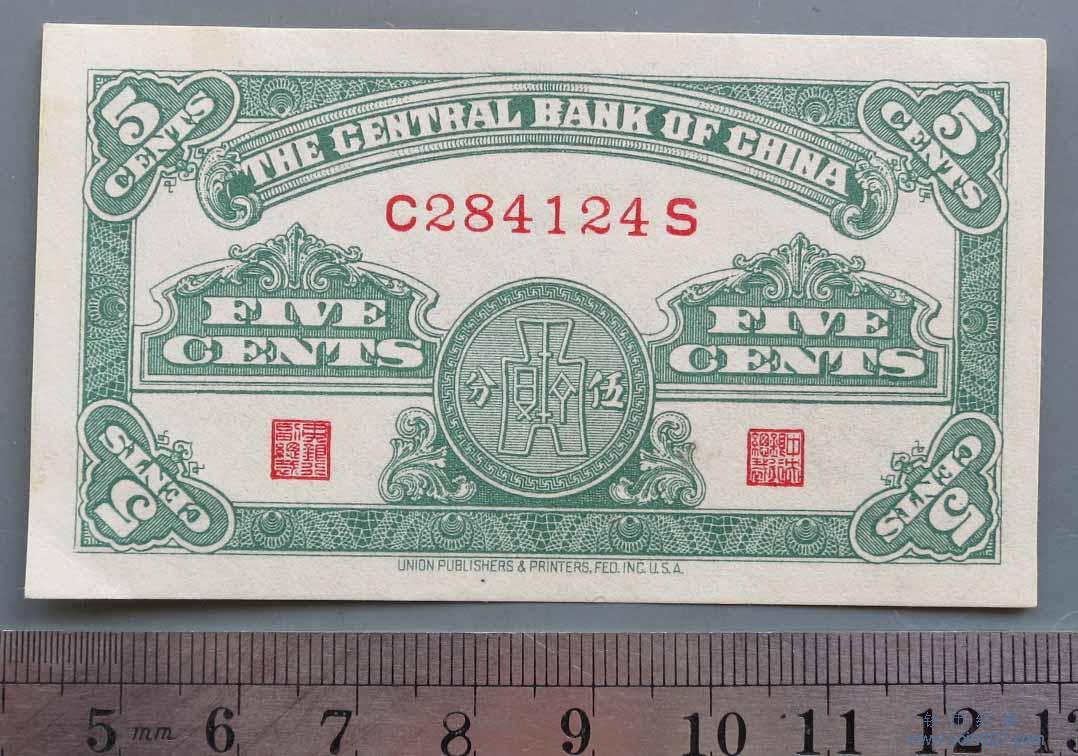 THE CENTRAL BANK OF CHINA
5 CENTS
5 CENTS
C284124S
FIVE CENTS
FIVE CENTS
分 伍
5 CENTS
5 CENTS
UNION PUBLISHERS & PRINTERS, FED. INC. U.S.A.
5 mm 6 7 8 9 10 11 12 13